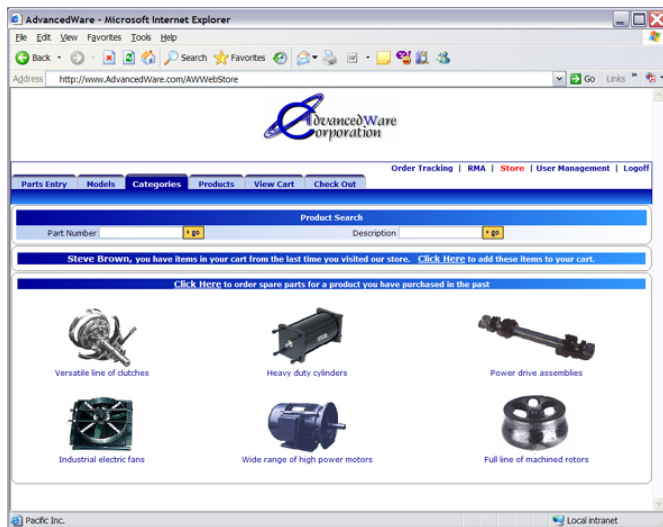 AdvancedWare - Microsoft Internet Explorer
File Edit View Favorites Tools Help
Back Search Favorites
Address http://www.AdvancedWare.com/AWWebStore Go Links
AdvancedWare
Corporation
Order Tracking | RMA | Store | User Management | Logoff
Parts Entry Models Categories Products View Cart Check Out
Product Search
Part Number go Description go
Steve Brown, you have items in your cart from the last time you visited our store. Click Here to add these items to your cart.
Click Here to order spare parts for a product you have purchased in the past
Versatile line of clutches Heavy duty cylinders Power drive assemblies
Industrial electric fans Wide range of high power motors Full line of machined rotors
Pacific Inc. Local intranet